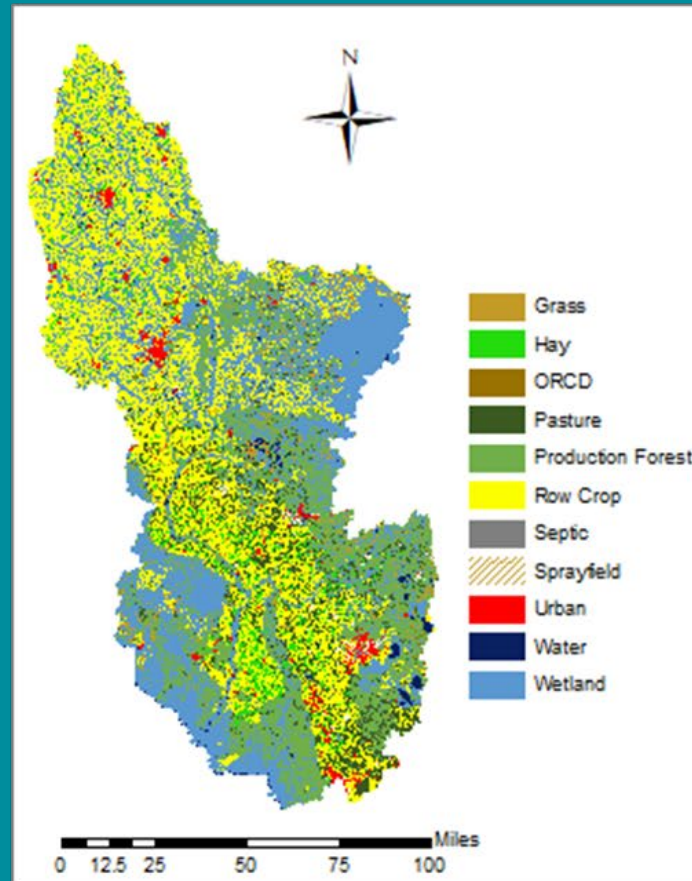 N
Grass
Hay
ORCD
Pasture
Production Forest
Row Crop
Septic
Sprayfield
Urban
Water
Wetland
Miles
0 12.5 25 50 75 100